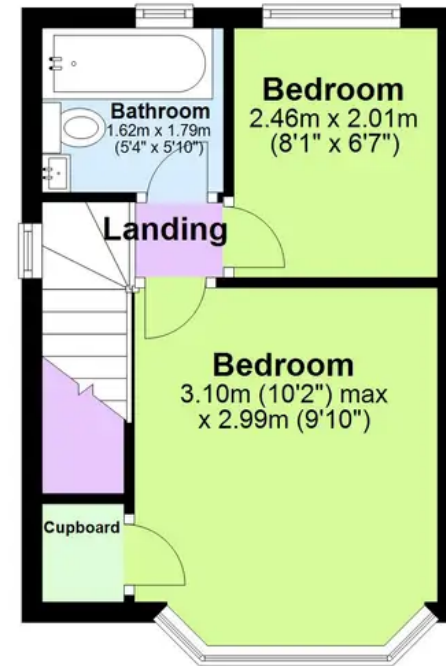 Bathroom
1.62m x 1.79m
(5'4" x 5'10")
Bedroom
2.46m x 2.01m
(8'1" x 6'7")
Landing
Bedroom
3.10m (10'2") max
x 2.99m (9'10")
Cupboard